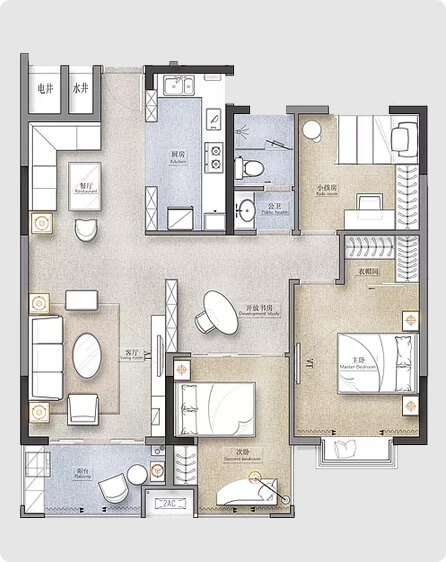 电井
水井
厨房
Kitchen
餐厅
Restaurant
公卫
Public health
小孩房
Kids room
衣帽间
开放书房
Development study
客厅
Living room
TV
TV
主卧
Master Bedroom
次卧
Second bedroom
阳台
Balcony
2AC